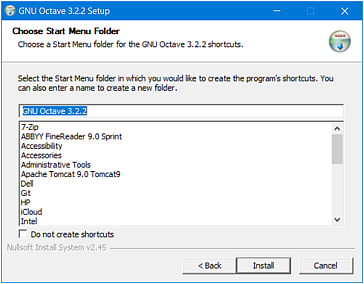 GNU Octave 3.2.2 Setup
Choose Start Menu Folder
Choose a Start Menu folder for the GNU Octave 3.2.2 shortcuts.
Select the Start Menu folder in which you would like to create the program's shortcuts. You
can also enter a name to create a new folder.
GNU Octave 3.2.2
7-Zip
ABBYY FineReader 9.0 Sprint
Accessibility
Accessories
Administrative Tools
Apache Tomcat 9.0 Tomcat9
Dell
Git
HP
iCloud
Intel
Do not create shortcuts
Nullsoft Install System v2.45
< Back
Install
Cancel